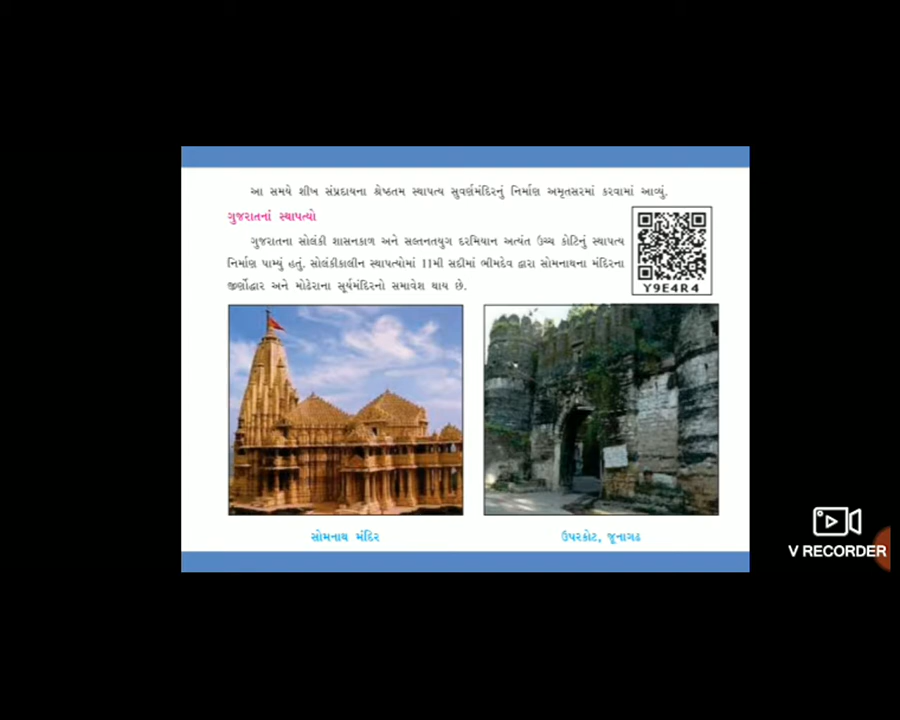 આ સમયે શીખ સંપ્રદાયના શ્રેષ્ઠતમ સ્થાપત્ય સુવર્ણમંદિરનું નિર્માણ અમૃતસરમાં કરવામાં આવ્યું.
ગુજરાતનાં સ્થાપત્યો
ગુજરાતના સોલંકી શાસનકાળ અને સલ્તનતયુગ દરમિયાન અત્યંત ઉચ્ચ કોટિનું સ્થાપત્ય
નિર્માણ પામ્યું હતું. સોલંકીકાલીન સ્થાપત્યોમાં 11મી સદીમાં ભીમદેવ દ્વારા સોમનાથના મંદિરના
જીર્ણોદ્ધાર અને મોઢેરાના સૂર્યમંદિરનો સમાવેશ થાય છે.
Y9E4R4
સોમનાથ મંદિર
ઉપરકોટ, જૂનાગઢ
V RECORDER